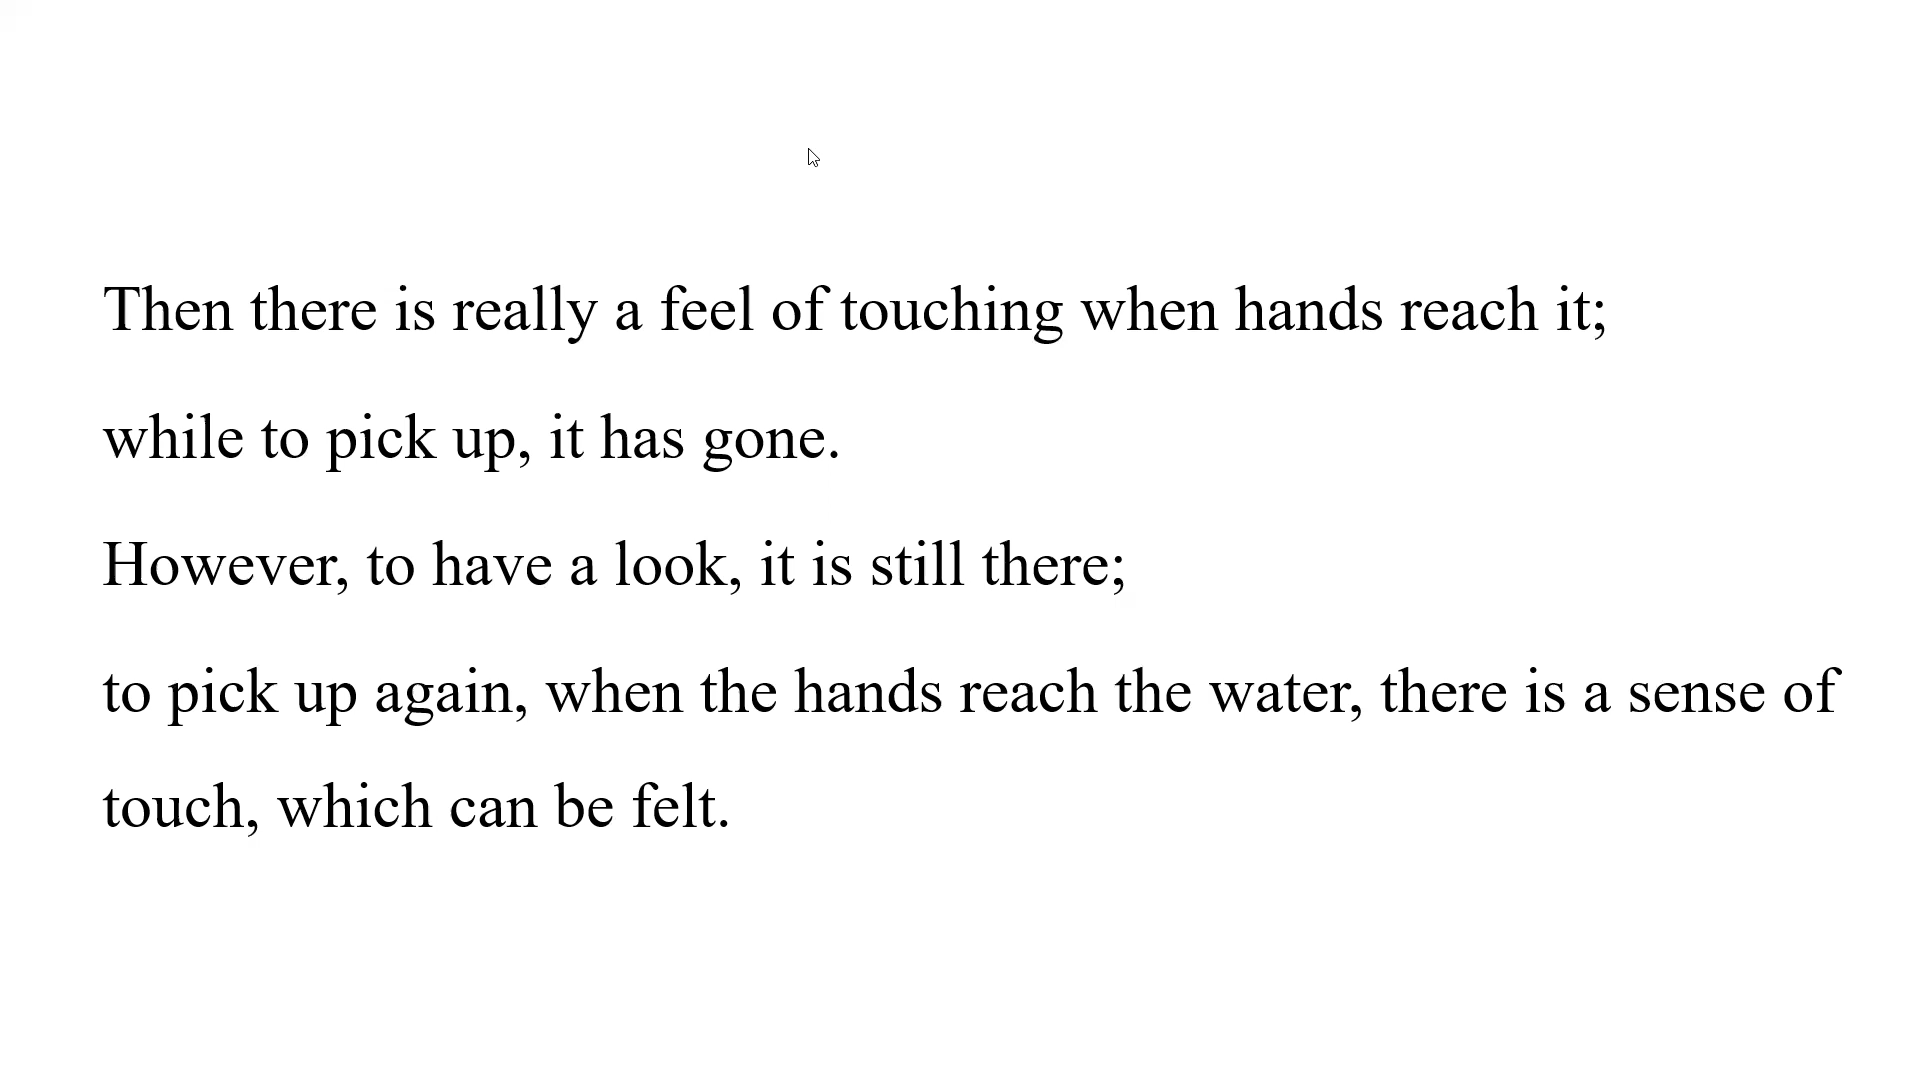 Then there is really a feel of touching when hands reach it;
while to pick up, it has gone.
However, to have a look, it is still there;
to pick up again, when the hands reach the water, there is a sense of
touch, which can be felt.